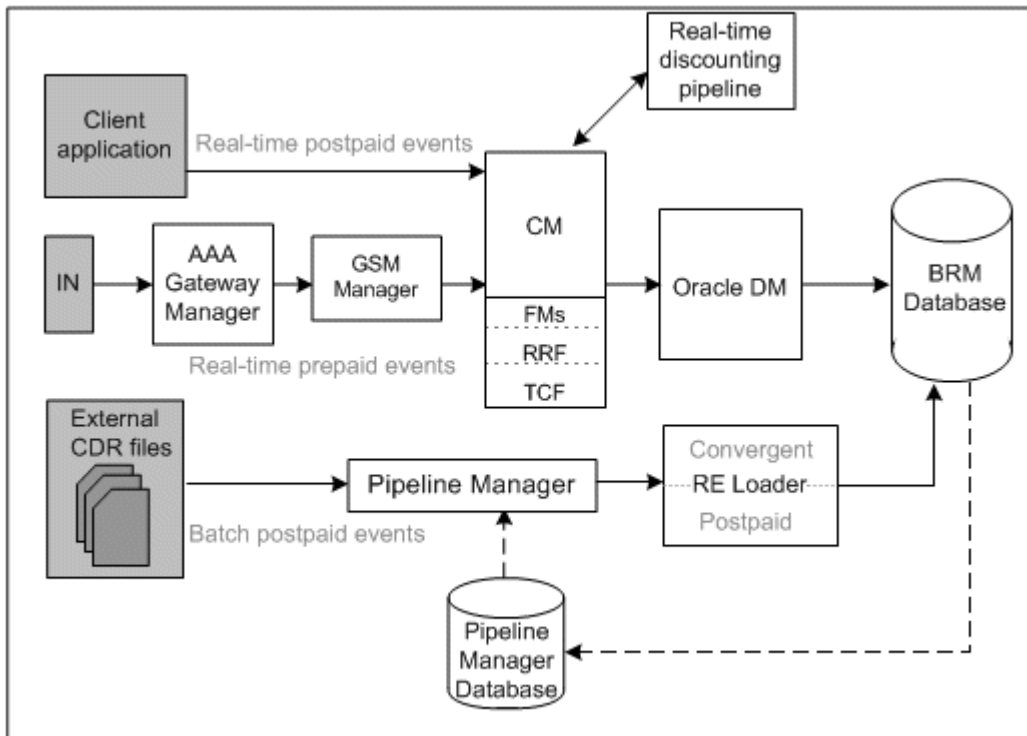 Real-time
discounting
pipeline
Client
application
Real-time postpaid events
CM
IN
AAA
Gateway
Manager
GSM
Manager
Oracle DM
BRM
Database
FMs
RRF
TCF
Real-time prepaid events
External
CDR files
Pipeline Manager
Convergent
RE Loader
Postpaid
Batch postpaid events
Pipeline
Manager
Database